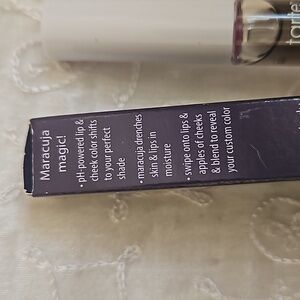 tarte
Maracuja
magic!
• pH-powered lip &
cheek color shifts
to your perfect
shade
• maracuja drenches
skin & lips in
moisture
• swipe onto lips &
apples of cheeks
& blend to reveal
your custom color